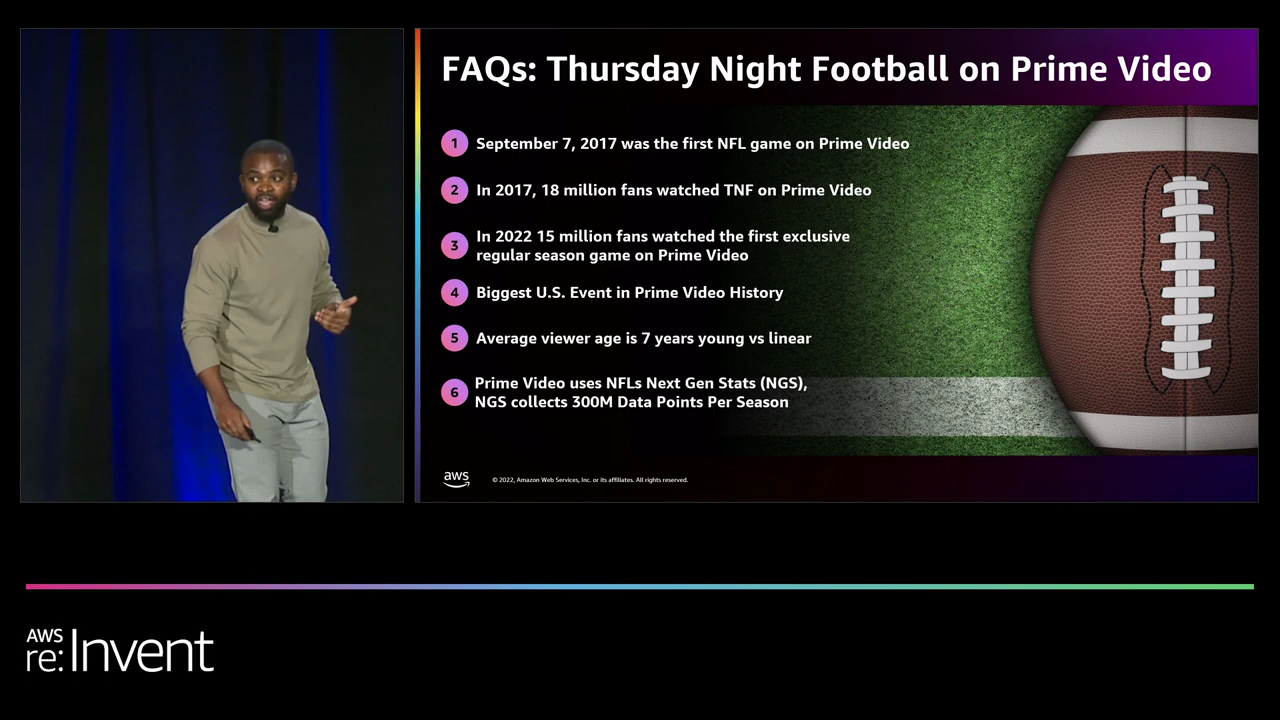 FAQs: Thursday Night Football on Prime Video
1 September 7, 2017 was the first NFL game on Prime Video
2 In 2017, 18 million fans watched TNF on Prime Video
3 In 2022 15 million fans watched the first exclusive
regular season game on Prime Video
4 Biggest U.S. Event in Prime Video History
5 Average viewer age is 7 years young vs linear
6 Prime Video uses NFLs Next Gen Stats (NGS),
NGS collects 300M Data Points Per Season
aws
© 2022, Amazon Web Services, Inc. or its affiliates. All rights reserved.
AWS
re:Invent